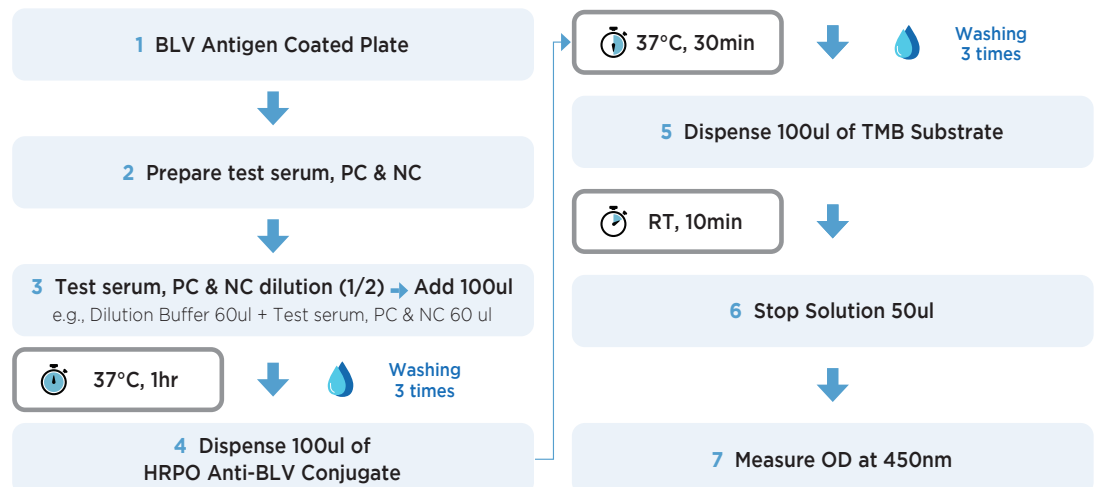 1 BLV Antigen Coated Plate
2 Prepare test serum, PC & NC
3 Test serum, PC & NC dilution (1/2) → Add 100ul
e.g., Dilution Buffer 60ul + Test serum, PC & NC 60 ul
37°C, 1hr
Washing
3 times
4 Dispense 100ul of
HRPO Anti-BLV Conjugate
37°C, 30min
Washing
3 times
5 Dispense 100ul of TMB Substrate
RT, 10min
6 Stop Solution 50ul
7 Measure OD at 450nm